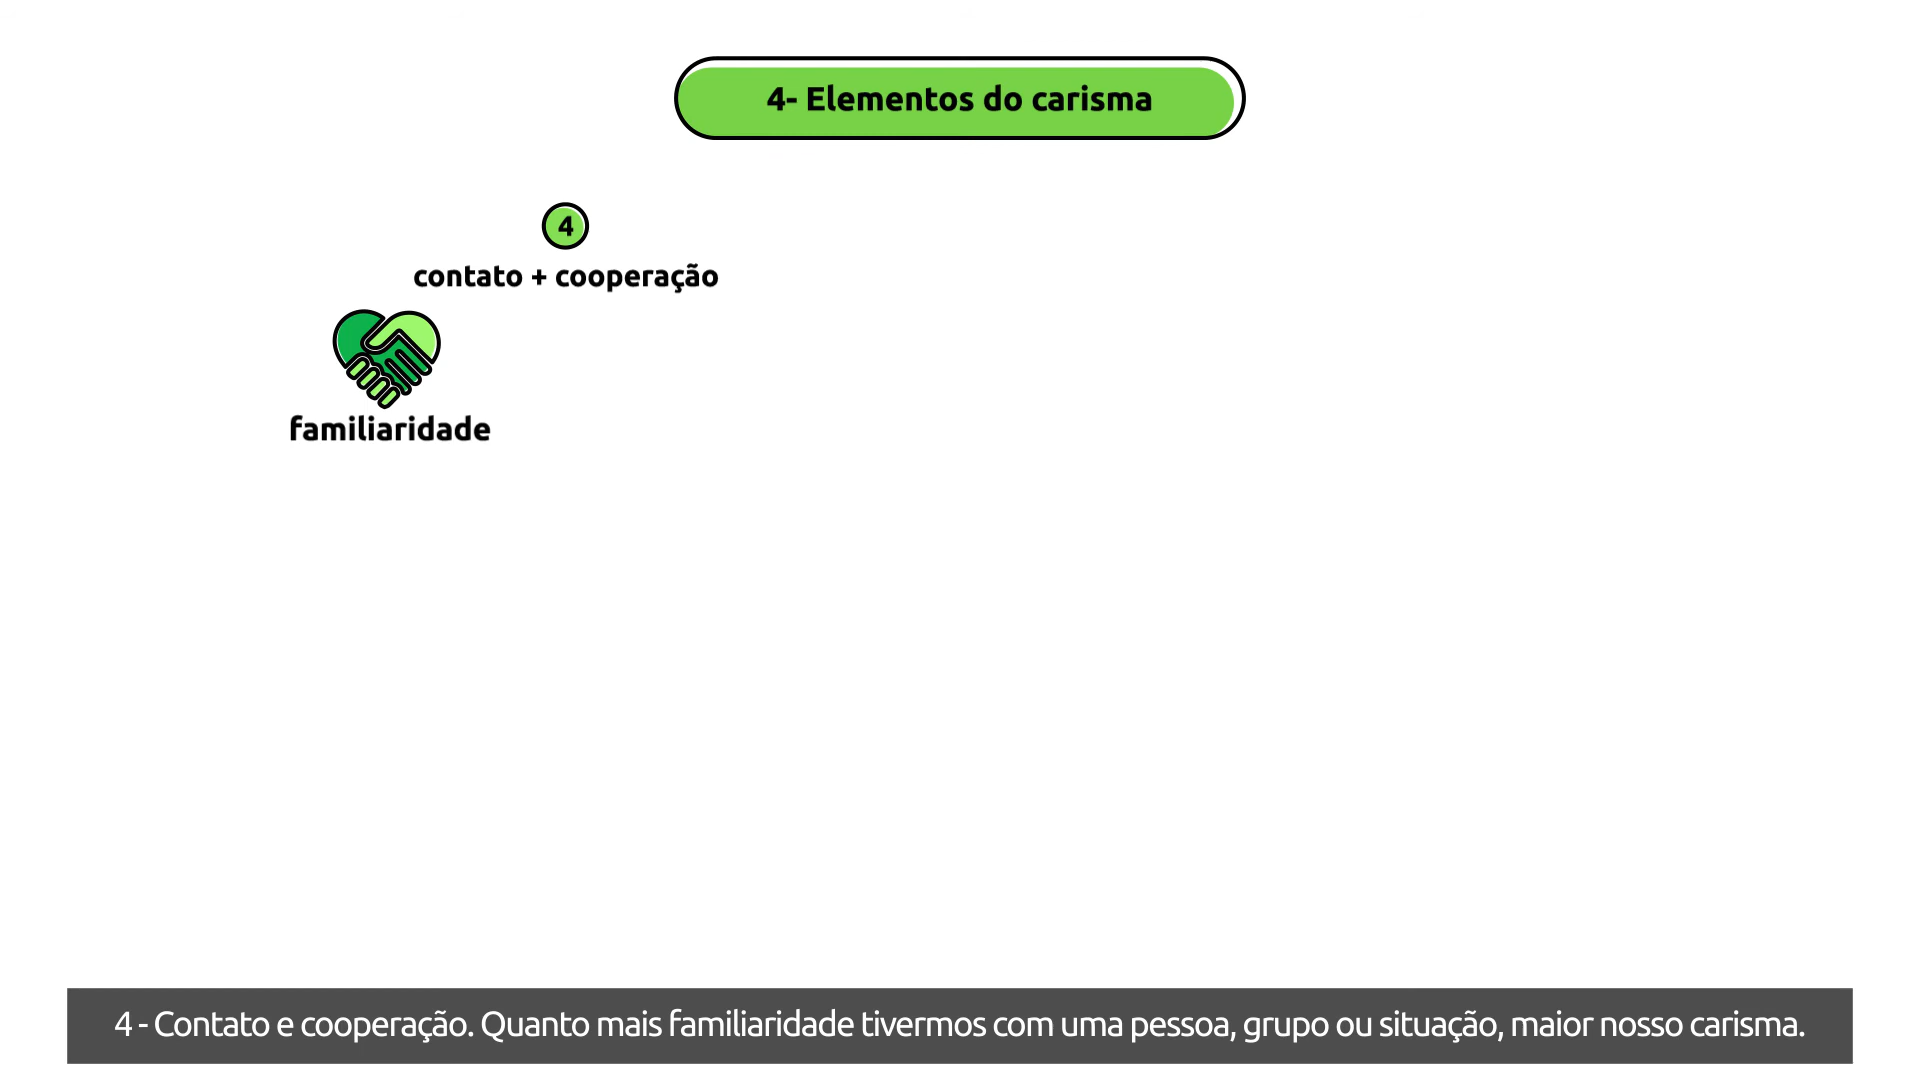 4- Elementos do carisma
4
contato + cooperação
familiaridade
4 - Contato e cooperação. Quanto mais familiaridade tivermos com uma pessoa, grupo ou situação, maior nosso carisma.